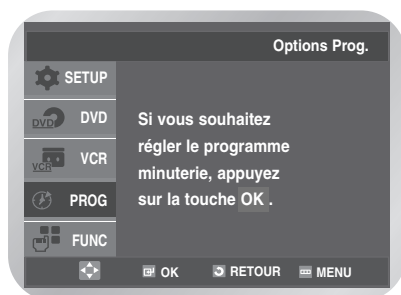 Options Prog.
SETUP
DVD DVD
VCR VCR
PROG
FUNC
Si vous souhaitez
régler le programme
minuterie, appuyez
sur la touche OK .
OK RETOUR MENU